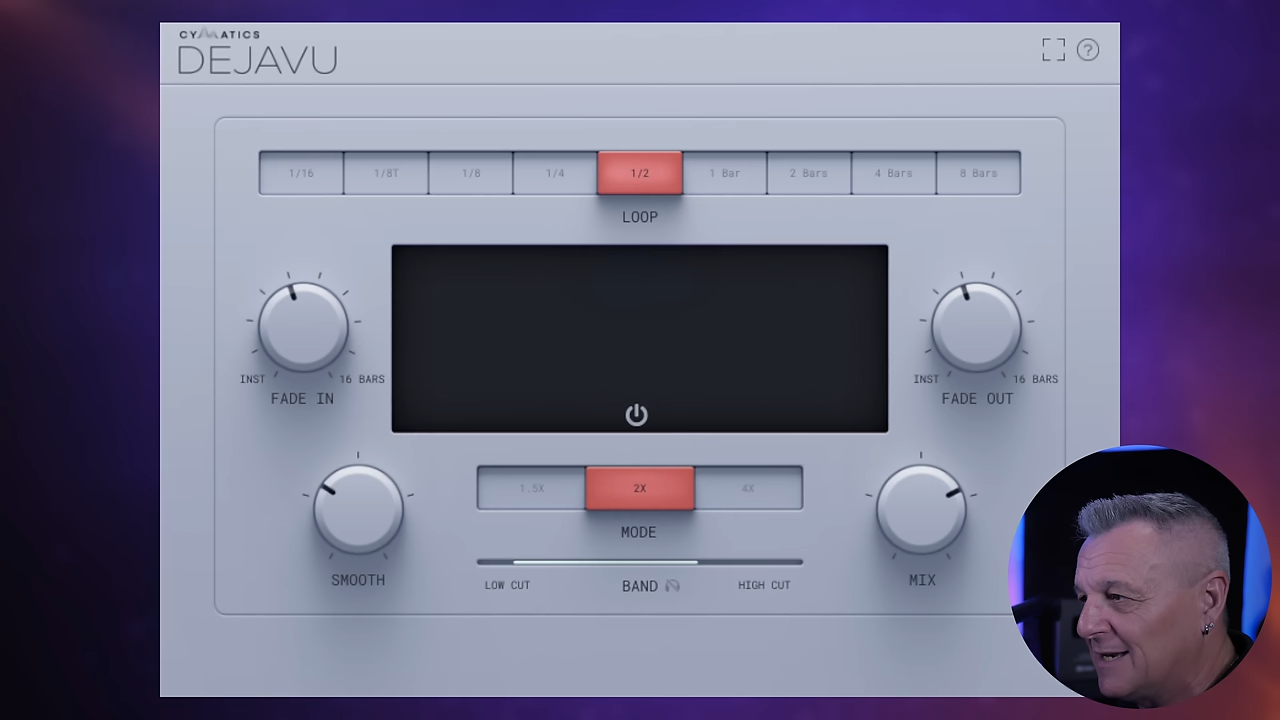 CYMATICS
DEJAVU
?
1/16 1/8T 1/8 1/4 1/2 1 Bar 2 Bars 4 Bars 8 Bars
LOOP
INST 16 BARS
FADE IN
INST 16 BARS
FADE OUT
1.5X 2X 4X
MODE
SMOOTH
LOW CUT BAND HIGH CUT
MIX